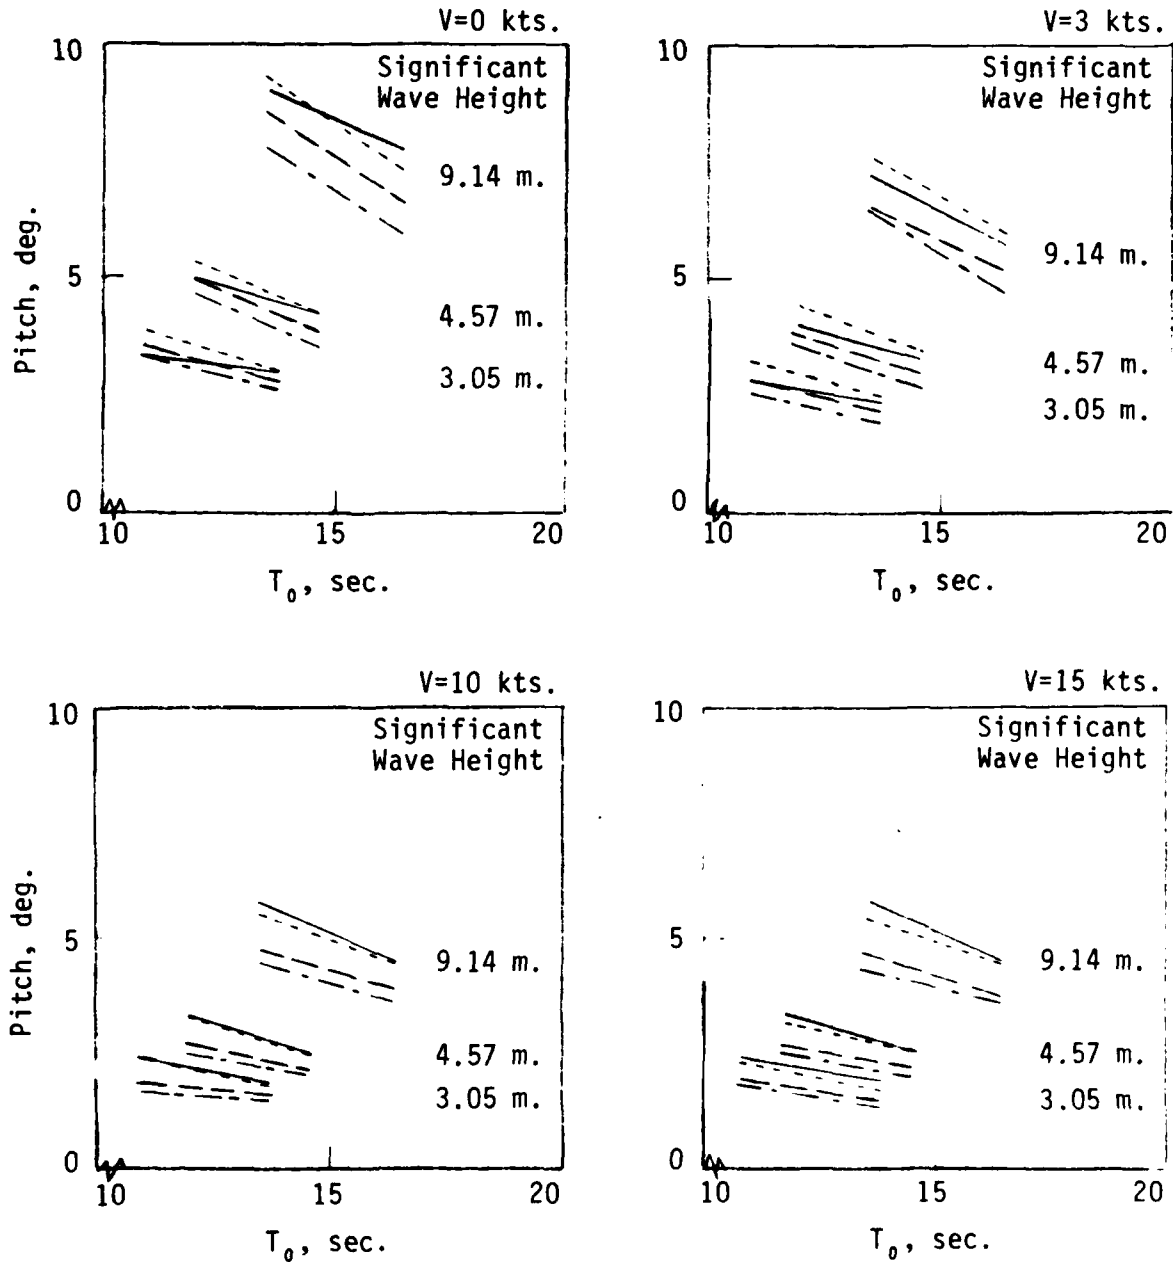 V=0 kts.
10
Significant
Wave Height
9.14 m.
5
4.57 m.
3.05 m.
0
10 15 20
Pitch, deg.
T₀, sec.
V=3 kts.
10
Significant
Wave Height
9.14 m.
5
4.57 m.
3.05 m.
0
10 15 20
T₀, sec.
V=10 kts.
10
Significant
Wave Height
5
9.14 m.
4.57 m.
3.05 m.
0
10 15 20
Pitch, deg.
T₀, sec.
V=15 kts.
10
Significant
Wave Height
5
9.14 m.
4.57 m.
3.05 m.
0
10 15 20
T₀, sec.